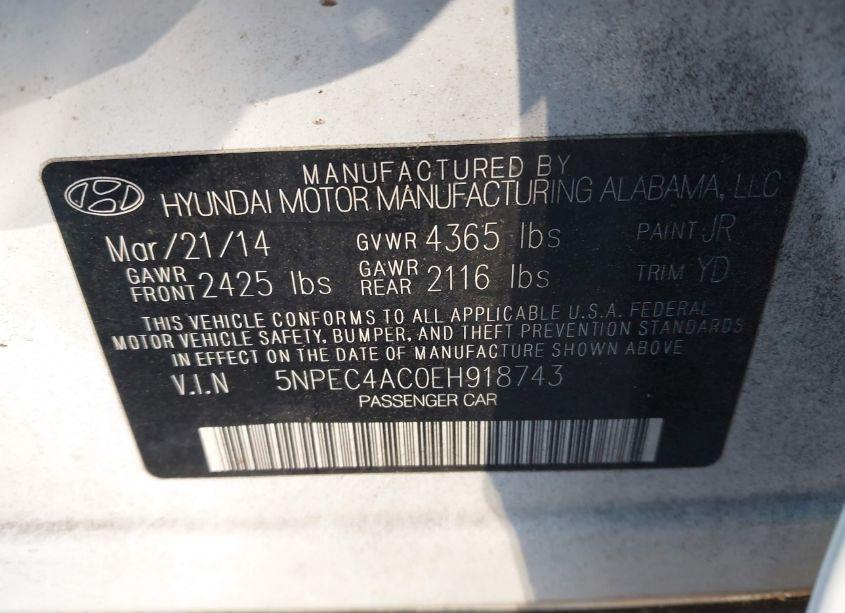 MANUFACTURED BY
HYUNDAI MOTOR MANUFACTURING ALABAMA, LLC
Mar/21/14 GVWR 4365 lbs PAINT JR
GAWR FRONT 2425 lbs GAWR REAR 2116 lbs TRIM YD
THIS VEHICLE CONFORMS TO ALL APPLICABLE U.S.A. FEDERAL
MOTOR VEHICLE SAFETY, BUMPER, AND THEFT PREVENTION STANDARDS
IN EFFECT ON THE DATE OF MANUFACTURE SHOWN ABOVE
V.I.N 5NPEC4AC0EH918743
PASSENGER CAR